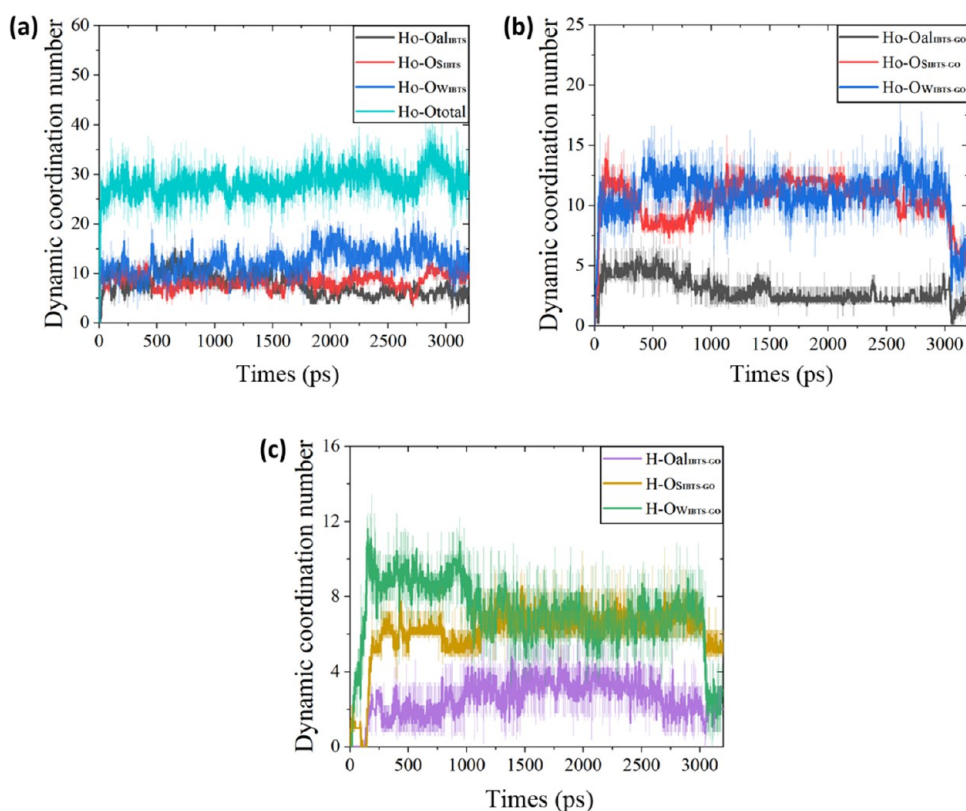 (a)
Dynamic coordination number
60
50
40
30
20
10
0
Ho-OalIBTS
Ho-OsIBTS
Ho-OwIBTS
Ho-Ototal
0 500 1000 1500 2000 2500 3000
Times (ps)
(b)
Dynamic coordination number
25
20
15
10
5
0
Ho-OalIBTS-GO
Ho-OsIBTS-GO
Ho-OwIBTS-GO
0 500 1000 1500 2000 2500 3000
Times (ps)
(c)
Dynamic coordination number
16
12
8
4
0
H-OalIBTS-GO
H-OsIBTS-GO
H-OwIBTS-GO
0 500 1000 1500 2000 2500 3000
Times (ps)